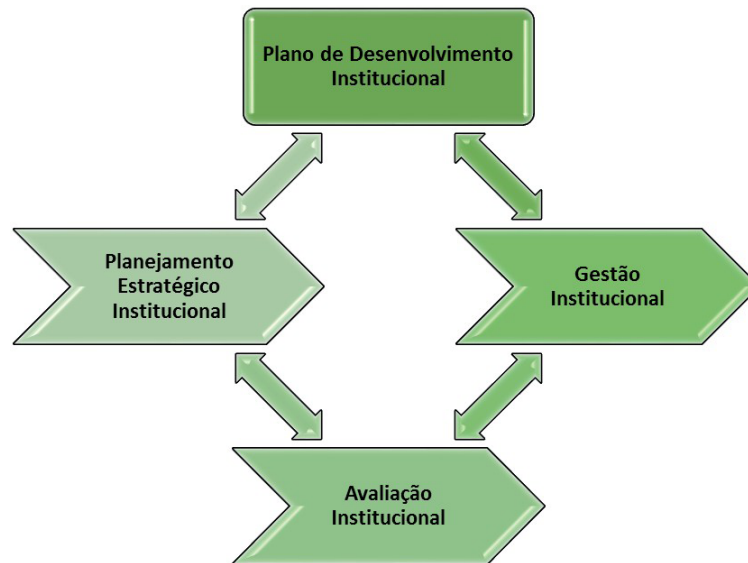 Plano de Desenvolvimento
Institucional
Planejamento
Estratégico
Institucional
Gestão
Institucional
Avaliação
Institucional